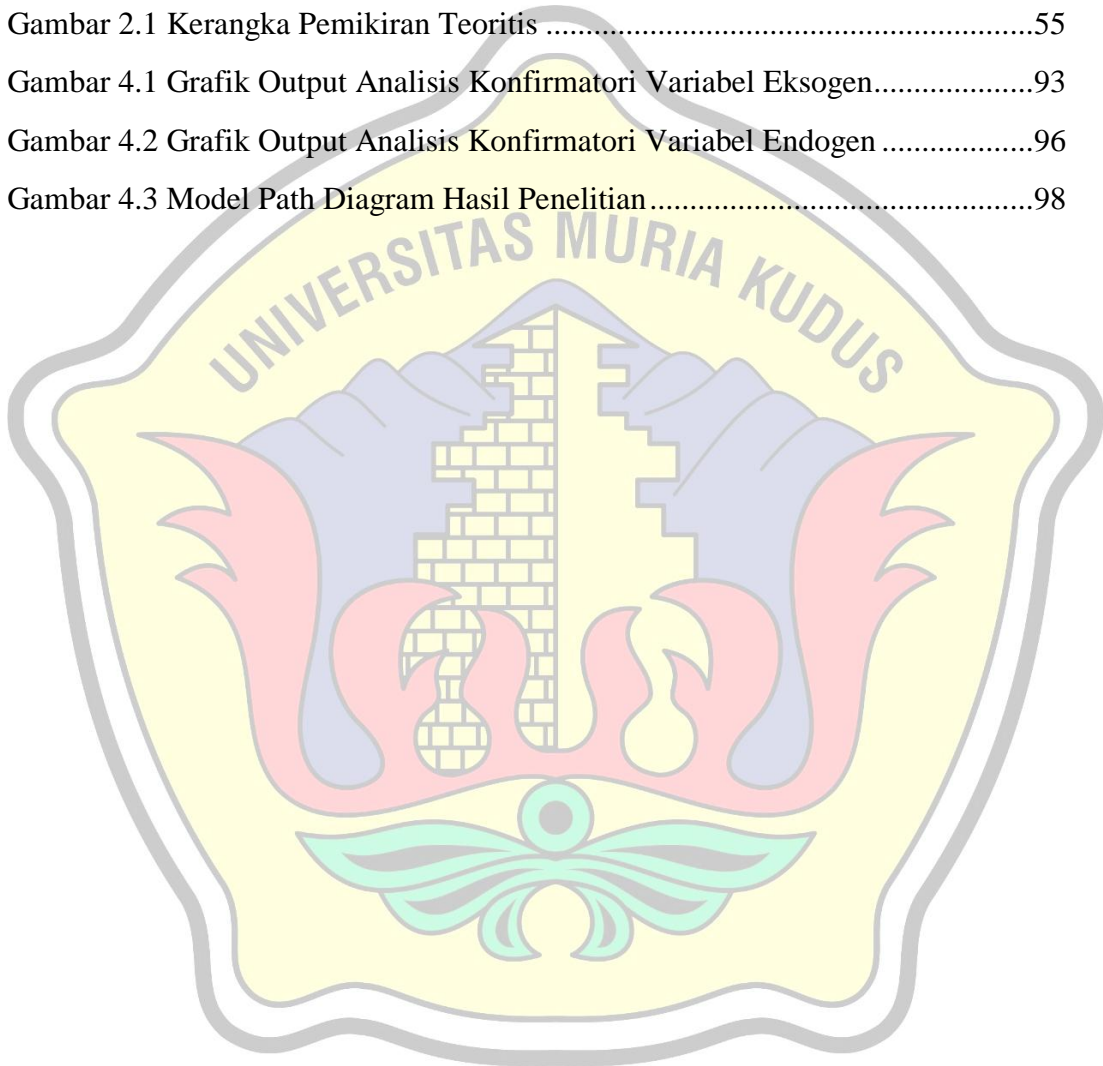 Gambar 2.1 Kerangka Pemikiran Teoritis ............................................................55
Gambar 4.1 Grafik Output Analisis Konfirmatori Variabel Eksogen...................93
Gambar 4.2 Grafik Output Analisis Konfirmatori Variabel Endogen ..................96
Gambar 4.3 Model Path Diagram Hasil Penelitian...............................................98
UNIVERSITAS MURIA KUDUS